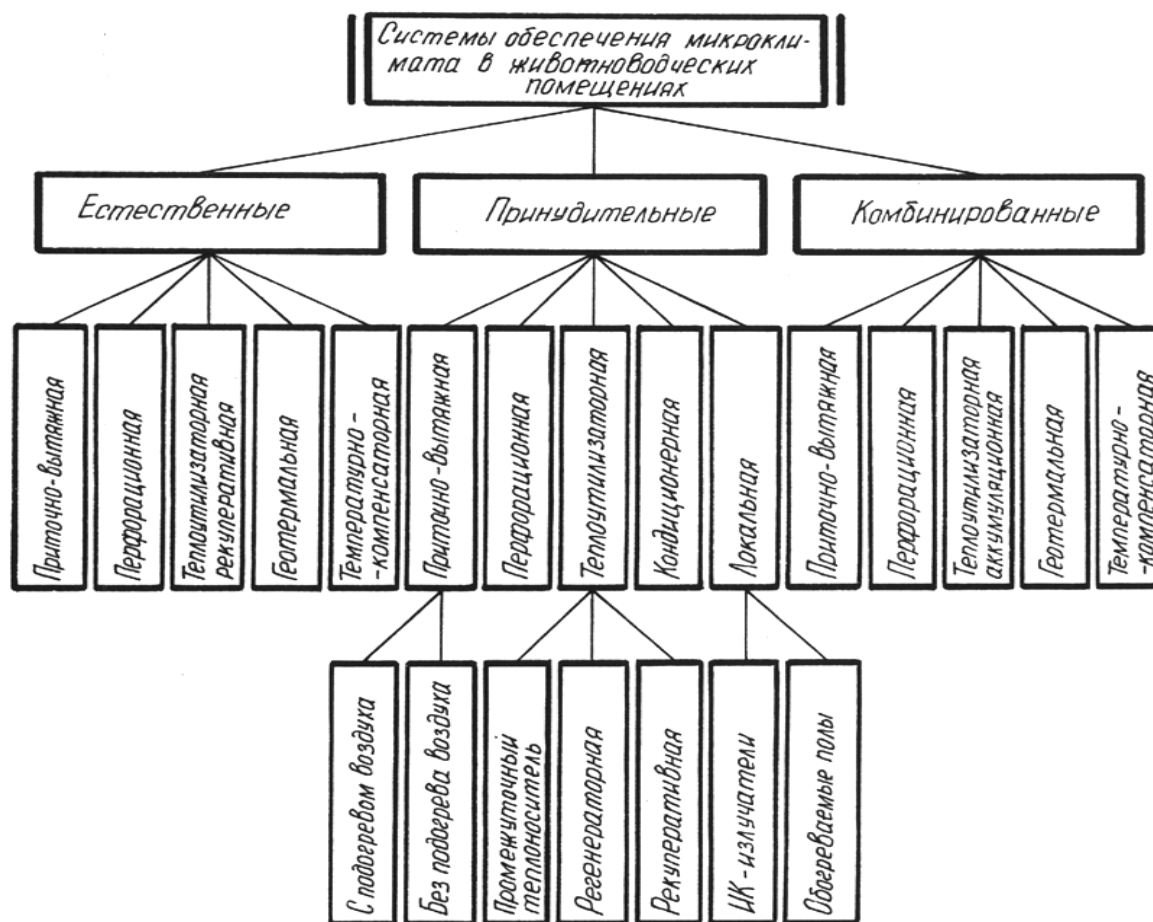 Системы обеспечения микрокли-
мата в животноводческих
помещениях
Естественные
Принудительные
Комбинированные
Приточно-вытяжная
Перфорационная
Теплоутилизаторная
рекуперативная
Геотермальная
Температурно-
-компенсаторная
Приточно-вытяжная
Перфорационная
Теплоутилизаторная
Кондиционерная
Локальная
Приточно-вытяжная
Перфорационная
Теплоутилизаторная
аккумуляционная
Геотермальная
Температурно-
-компенсаторная
С подогревом воздуха
Без подогрева воздуха
Промежуточный
теплоноситель
Регенераторная
Рекуперативная
ИК-излучатели
Обогреваемые полы